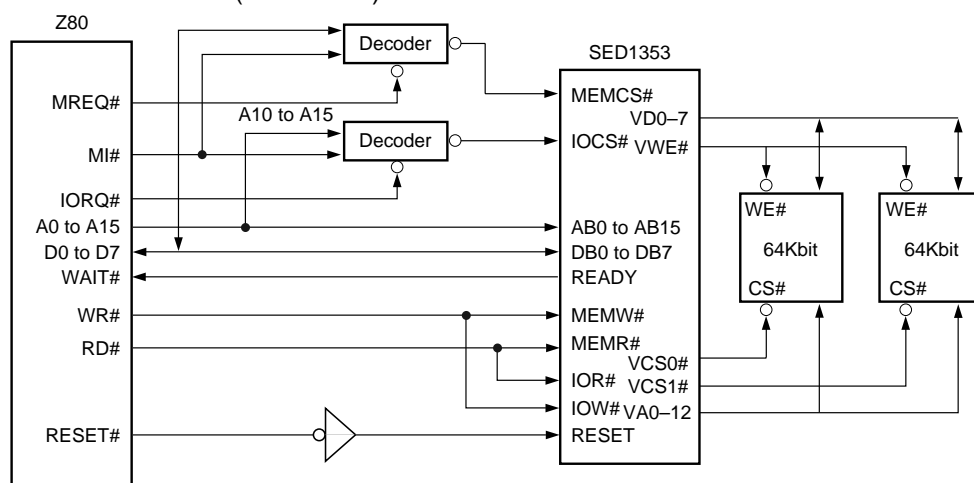 Z80
Decoder
SED1353
MREQ#
A10 to A15
MEMCS#
VD0–7
MI#
Decoder
IOCS#
VWE#
IORQ#
WE#
WE#
A0 to A15
AB0 to AB15
D0 to D7
DB0 to DB7
64Kbit
64Kbit
WAIT#
READY
CS#
CS#
WR#
MEMW#
RD#
MEMR#
VCS0#
IOR#
VCS1#
IOW#
VA0–12
RESET#
RESET